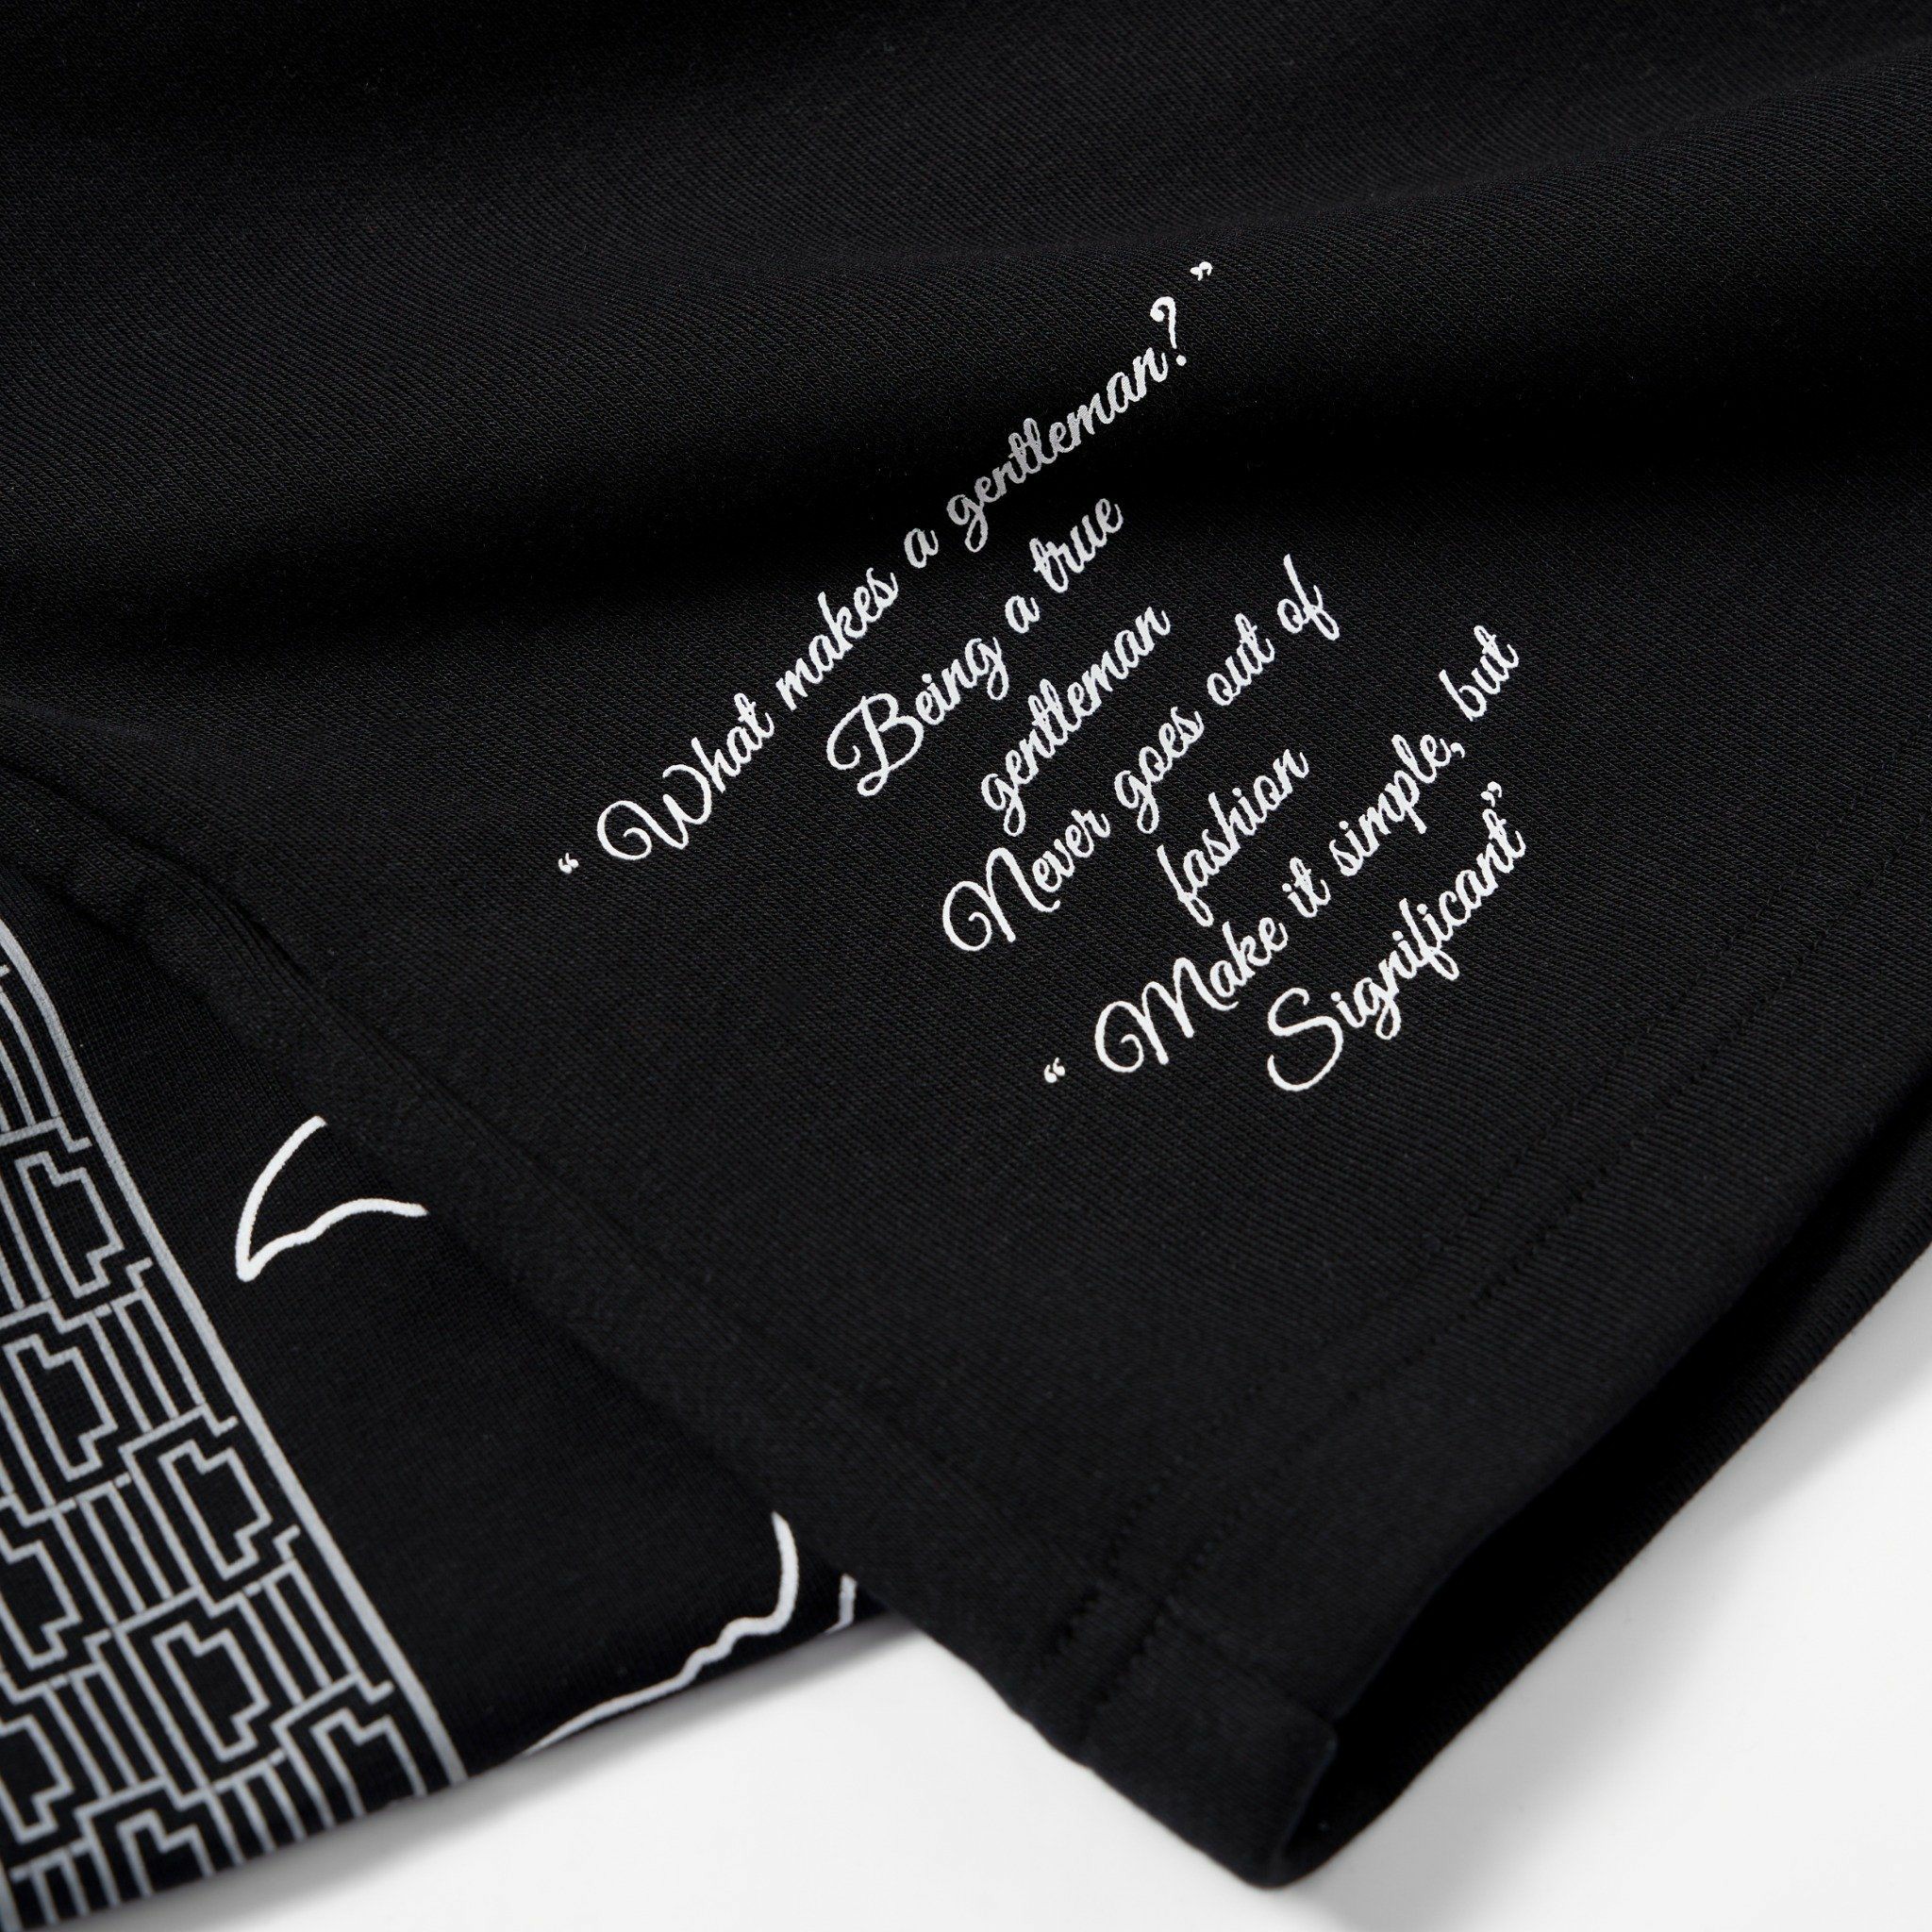 “ What makes a gentleman? ”
Being a true
gentleman
Never goes out of
fashion
“ Make it simple, but
Significant”